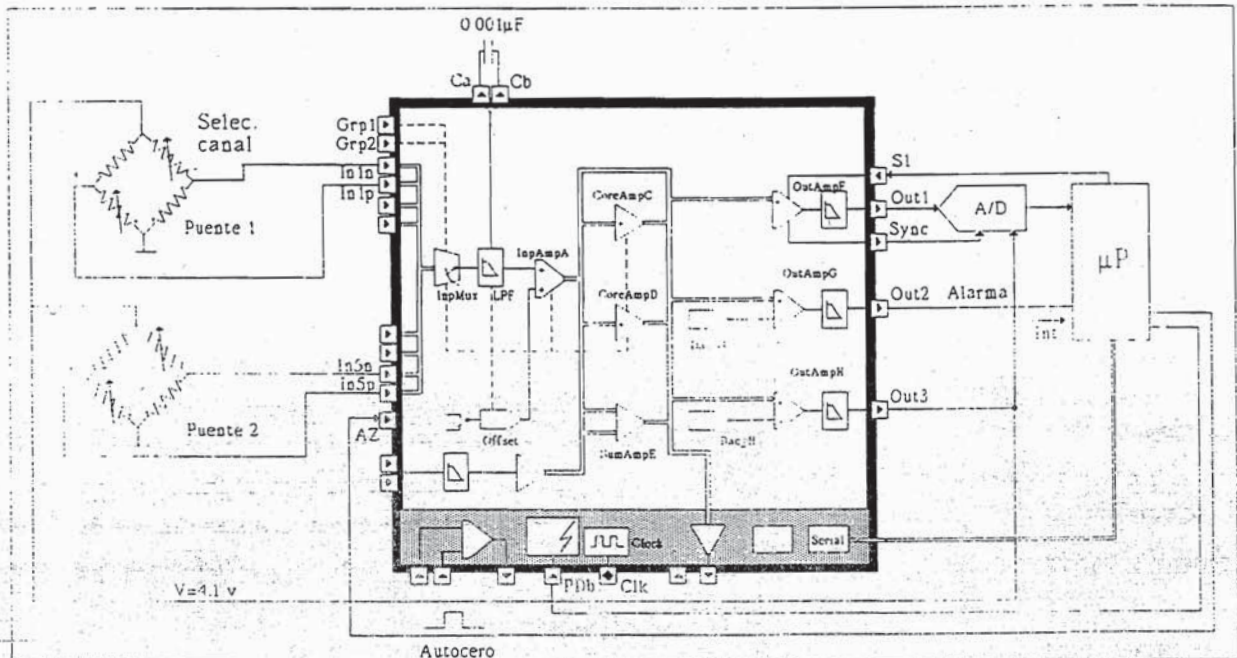 0.001µF
Ca
Cb
Selec.
canal
Grp1
Grp2
In1n
In1p
Puente 1
InpMux
LPF
InpAmpA
CoreAmpC
CoreAmpD
OutAmpF
OutAmpG
OutAmpH
S1
Out1
A/D
Sync
µP
Out2
Alarma
int
Out3
In5n
In5p
AZ
Puente 2
Offset
SumAmpE
Clock
Serial
PDb
Clk
V=4.1 v
Autocero